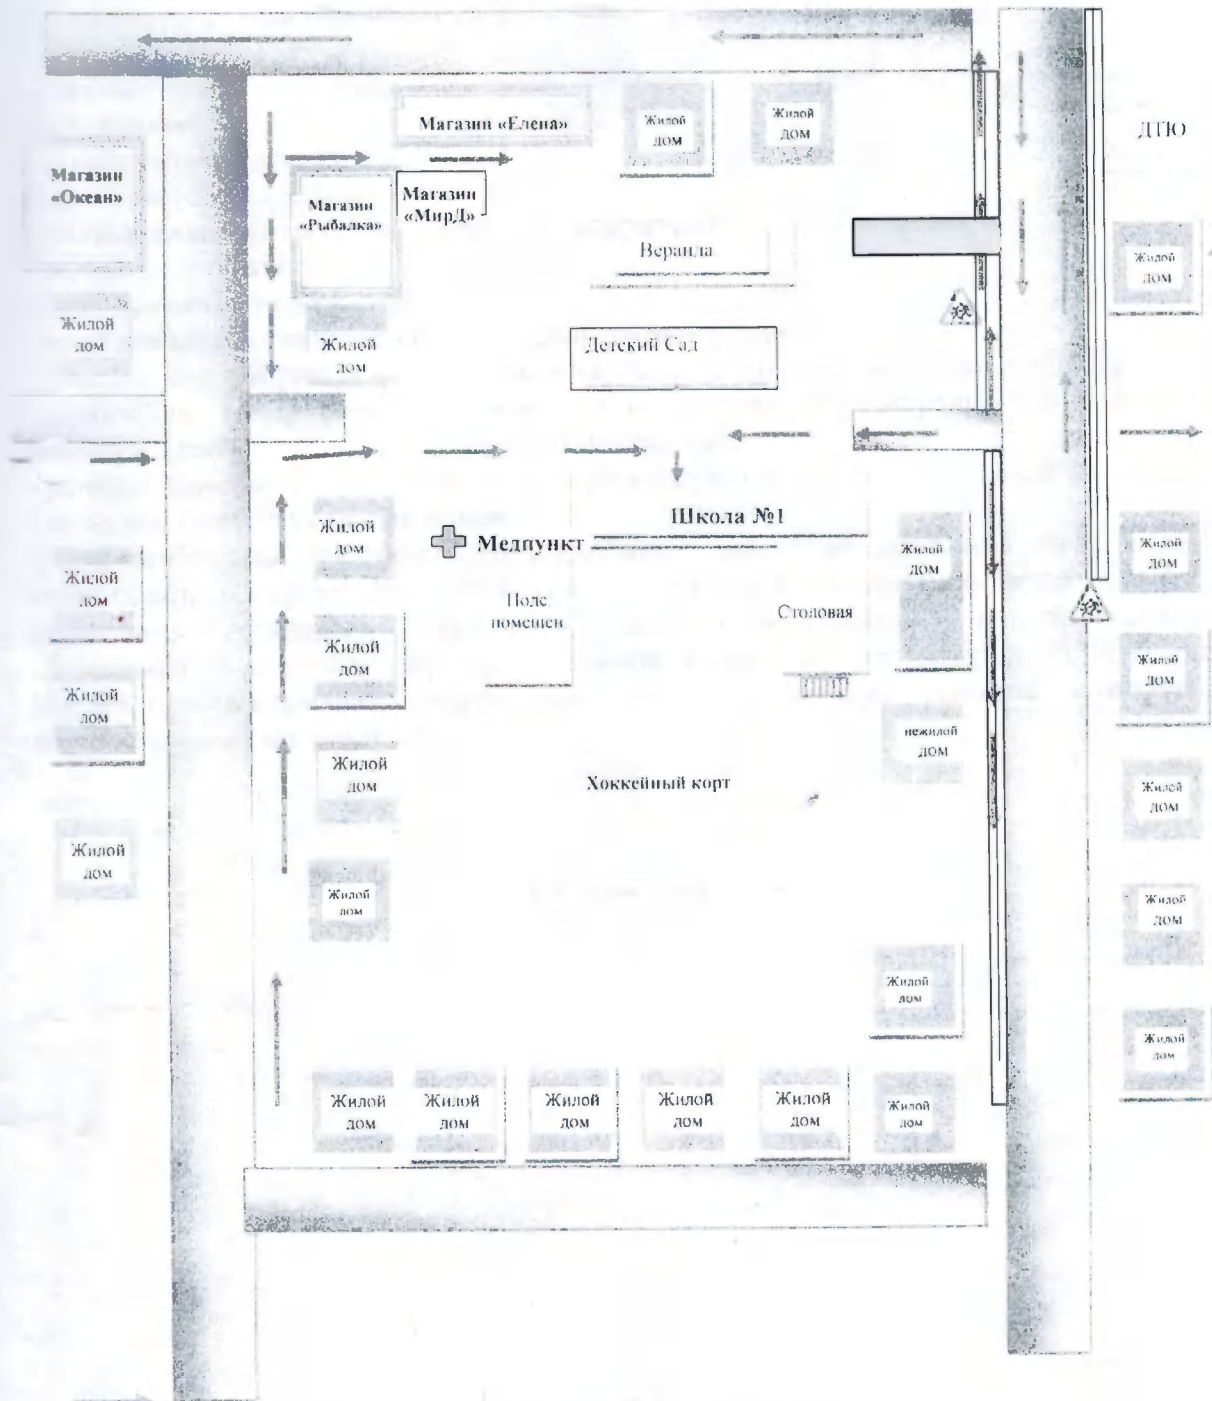 Магазин «Елена»
Жилой
дом
Жилой
дом
ДТЮ
Магазин
«Океан»
Магазин
«Рыбалка»
Магазин
«МирД»
Веранда
Жилой
дом
Жилой
дом
Жилой
дом
Детский Сад
Школа №1
Медпункт
Жилой
дом
Жилой
дом
Жилой
дом
Жилой
дом
Подс.
помещен
Столовая
Жилой
дом
Жилой
дом
Жилой
дом
нежилой
дом
Жилой
дом
Хоккейный корт
Жилой
дом
Жилой
дом
Жилой
дом
Жилой
дом
Жилой
дом
Жилой
дом
Жилой
дом
Жилой
дом
Жилой
дом
Жилой
дом
Жилой
дом
Жилой
дом
Жилой
дом